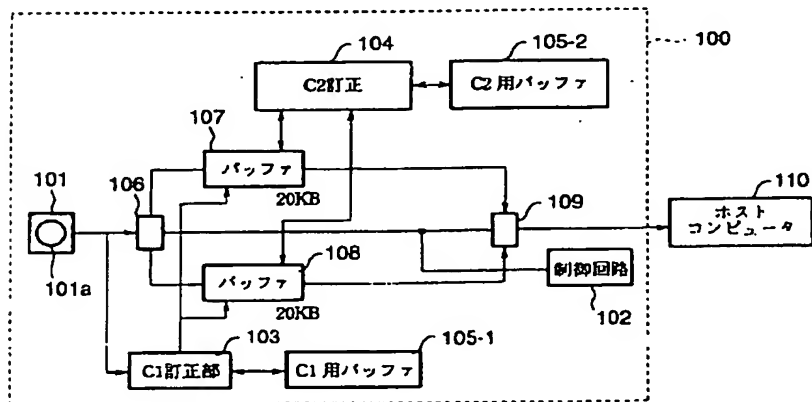 104
105-2
100
C2訂正
C2用バッファ
107
バッファ
20KB
101
106
101a
109
110
ホスト
コンピュータ
108
バッファ
20KB
制御回路
102
103
105-1
C1訂正部
C1用バッファ